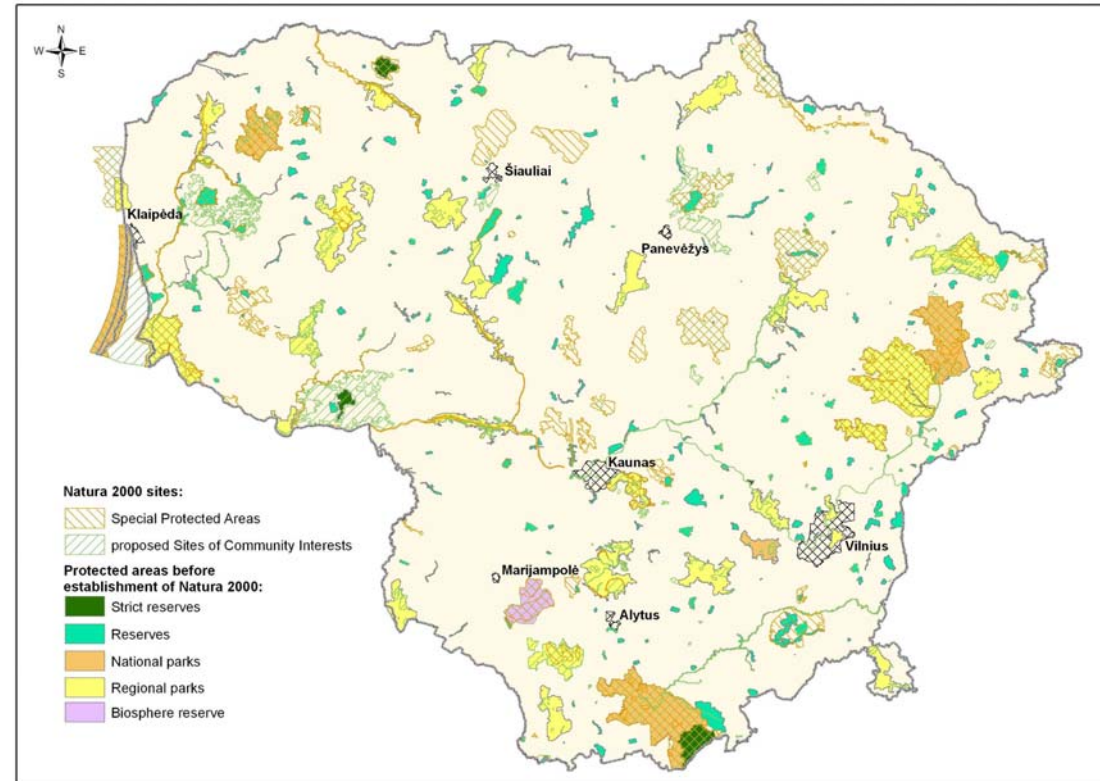 N
W E
S
Šiauliai
Klaipėda
Panevėžys
Kaunas
Vilnius
Marijampolė
Alytus
Natura 2000 sites:
Special Protected Areas
proposed Sites of Community Interests
Protected areas before
establishment of Natura 2000:
Strict reserves
Reserves
National parks
Regional parks
Biosphere reserve